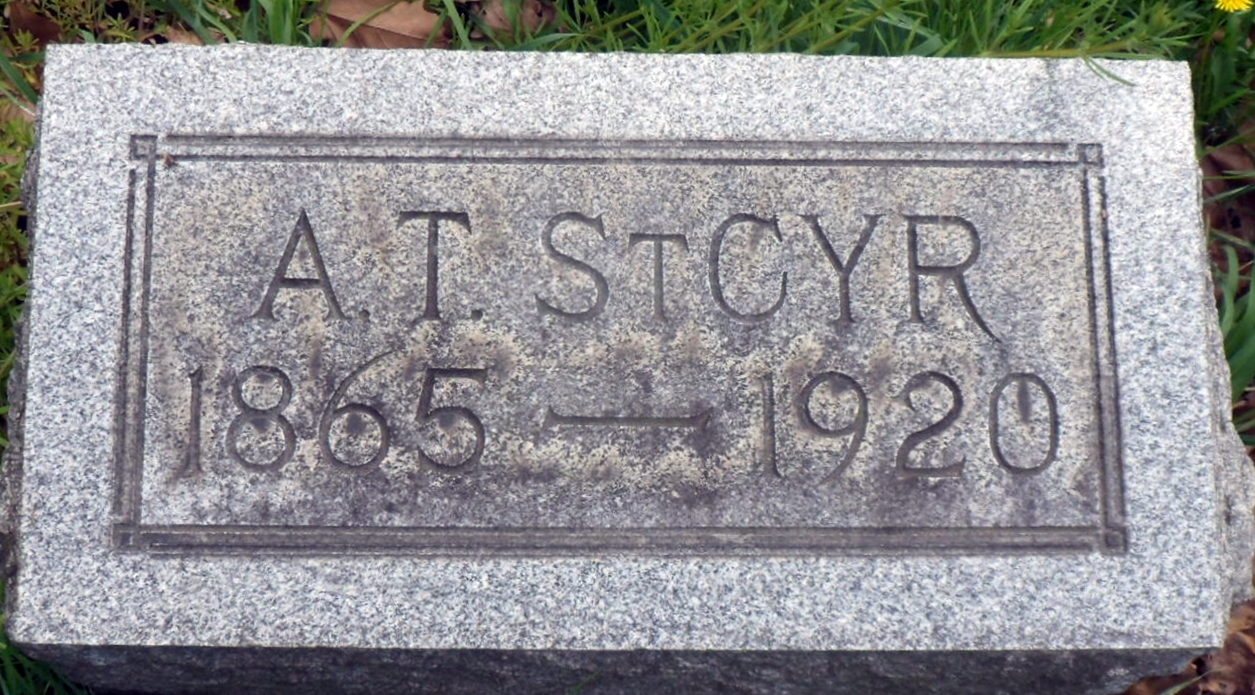 A. T. StCYR
1865 — 1920